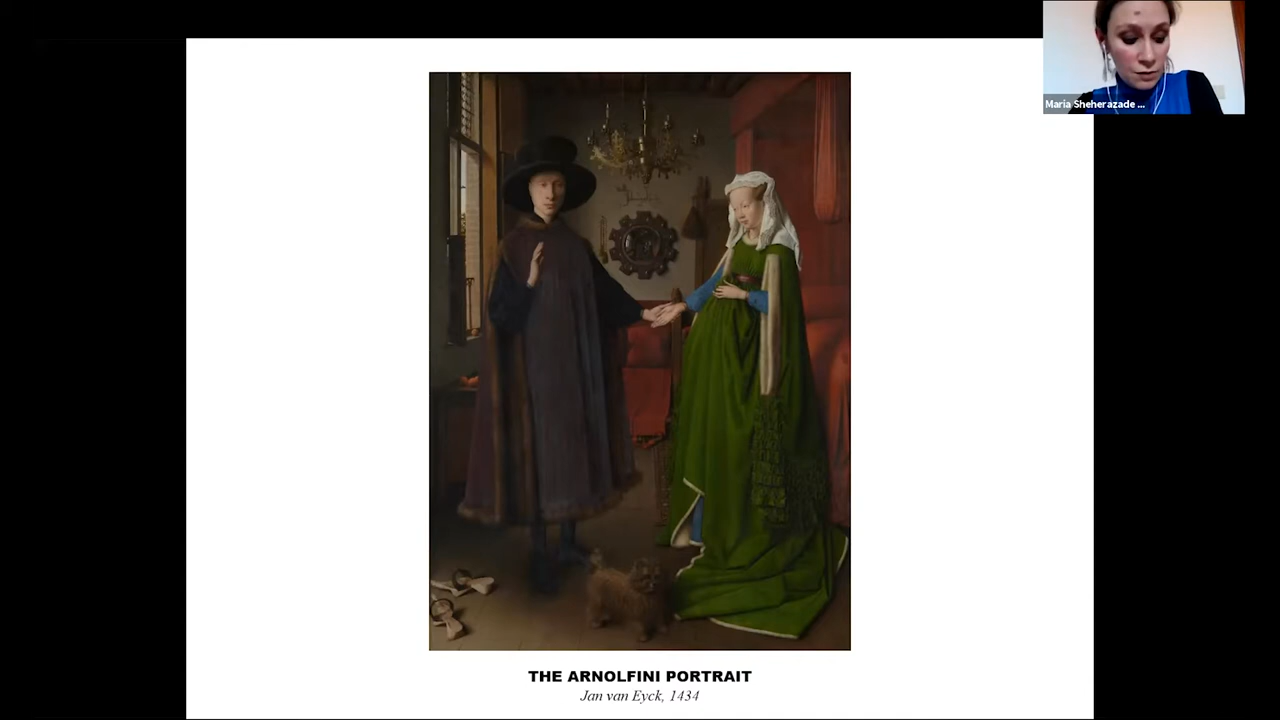 Maria Sheherazade ...
THE ARNOLFINI PORTRAIT
Jan van Eyck, 1434